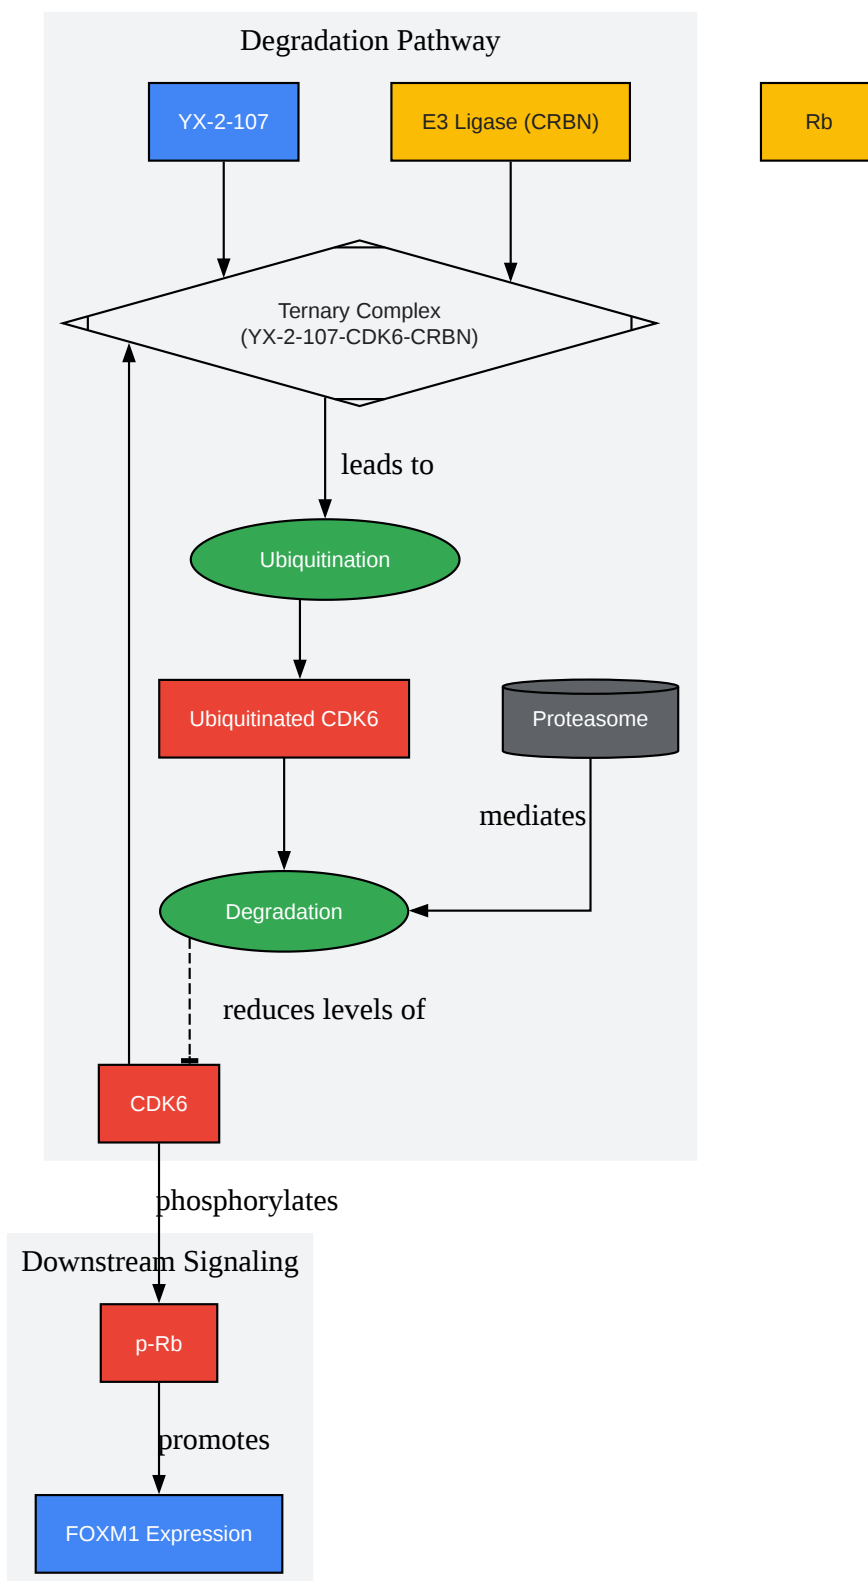 Degradation Pathway
YX-2-107
E3 Ligase (CRBN)
Rb
Ternary Complex
(YX-2-107-CDK6-CRBN)
leads to
Ubiquitination
Ubiquitinated CDK6
Proteasome
mediates
Degradation
reduces levels of
CDK6
phosphorylates
Downstream Signaling
p-Rb
promotes
FOXM1 Expression